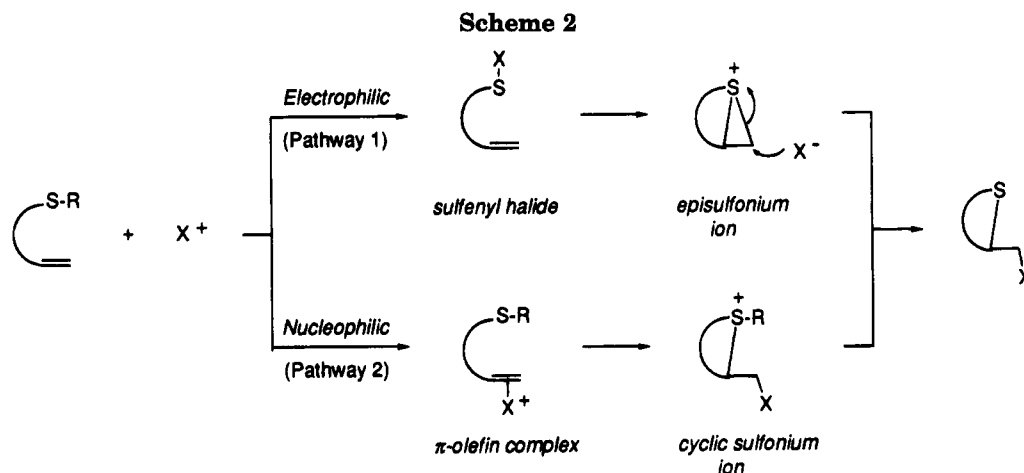 Scheme 2
X
S
Electrophilic
(Pathway 1)
sulfenyl halide
+
S
X -
episulfonium
ion
S-R
+
X +
S
X
Nucleophilic
(Pathway 2)
S-R
X +
π-olefin complex
+
S-R
X
cyclic sulfonium
ion